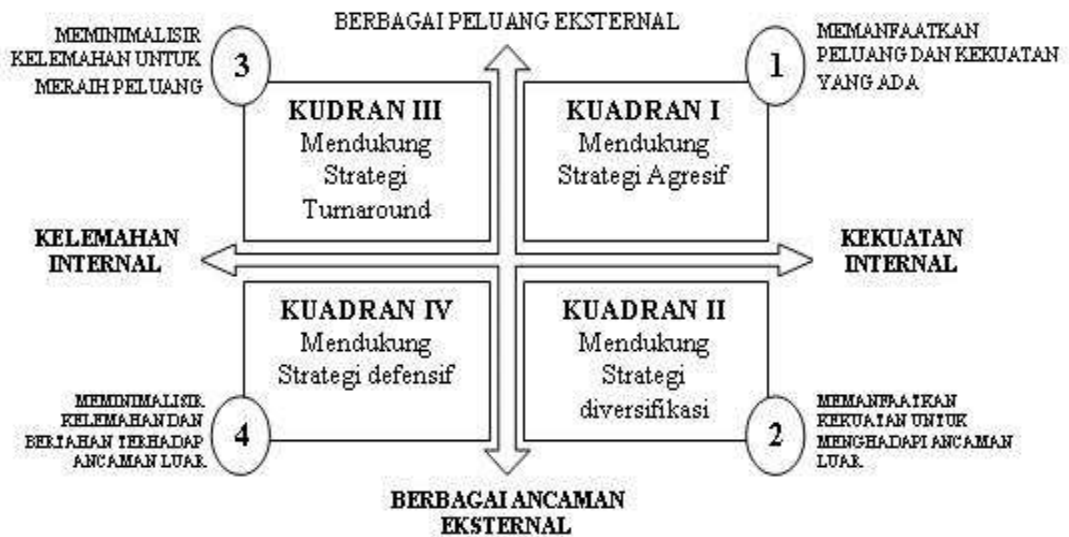 BERBAGAI PELUANG EKSTERNAL
MEMINIMALISIR
KELEMAHAN UNTUK
MERAIH PELUANG
3
1
MEMANFAATKAN
PELUANG DAN KEKUATAN
YANG ADA
KUDRAN III
Mendukung
Strategi
Turnaround
KUADRAN I
Mendukung
Strategi Agresif
KELEMAHAN
INTERNAL
KEKUATAN
INTERNAL
KUADRAN IV
Mendukung
Strategi defensif
KUADRAN II
Mendukung
Strategi
diversifikasi
MEMINIMALISIR
KELEMAHAN DAN
BERTAHAN TERHADAP
ANCAMAN LUAR
4
2
MEMANFAATKAN
KEKUATAN UNTUK
MENGHADAPI ANCAMAN
LUAR
BERBAGAI ANCAMAN
EKSTERNAL